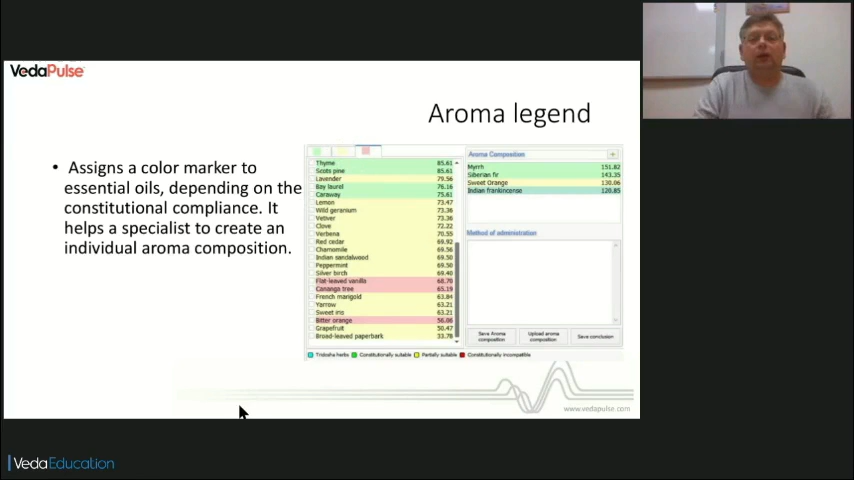 VedaPulse
Aroma legend
• Assigns a color marker to
essential oils, depending on the
constitutional compliance. It
helps a specialist to create an
individual aroma composition.
Thyme 85.61
Scots pine 85.61
Lavender 79.56
Bay laurel 76.16
Caraway 75.61
Lemon 73.47
Wild geranium 73.36
Vetiver 73.36
Clove 72.22
Verbena 70.55
Red cedar 69.92
Chamomile 69.56
Indian sandalwood 69.50
Peppermint 69.50
Silver birch 69.40
Flat-leaved vanilla 68.70
Cananga tree 65.19
French marigold 63.84
Yarrow 63.21
Sweet iris 63.21
Bitter orange 56.06
Grapefruit 50.47
Broad-leaved paperbark 33.78
Aroma Composition
Myrrh 151.82
Siberian fir 143.35
Sweet Orange 130.06
Indian frankincense 120.85
Method of administration
Save Aroma composition
Upload aroma composition
Save conclusion
Tridosha herbs Constitutionally suitable Partially suitable Constitutionally incompatible
www.vedapulse.com
VedaEducation